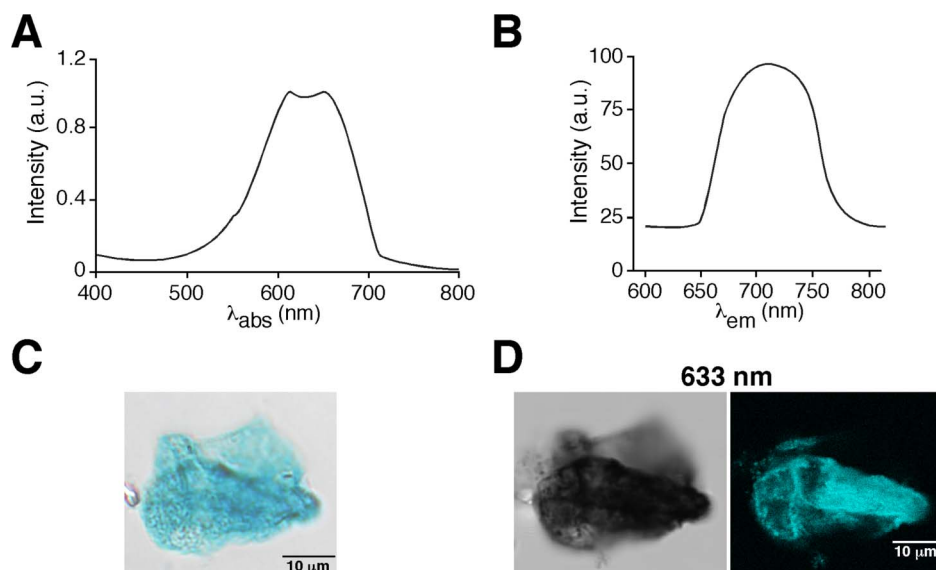 A
Intensity (a.u.)
1.2
0.8
0.4
0
400 500 600 700 800
λabs (nm)
B
Intensity (a.u.)
100
75
50
25
0
600 650 700 750 800
λem (nm)
C
10 μm
D
633 nm
10 μm